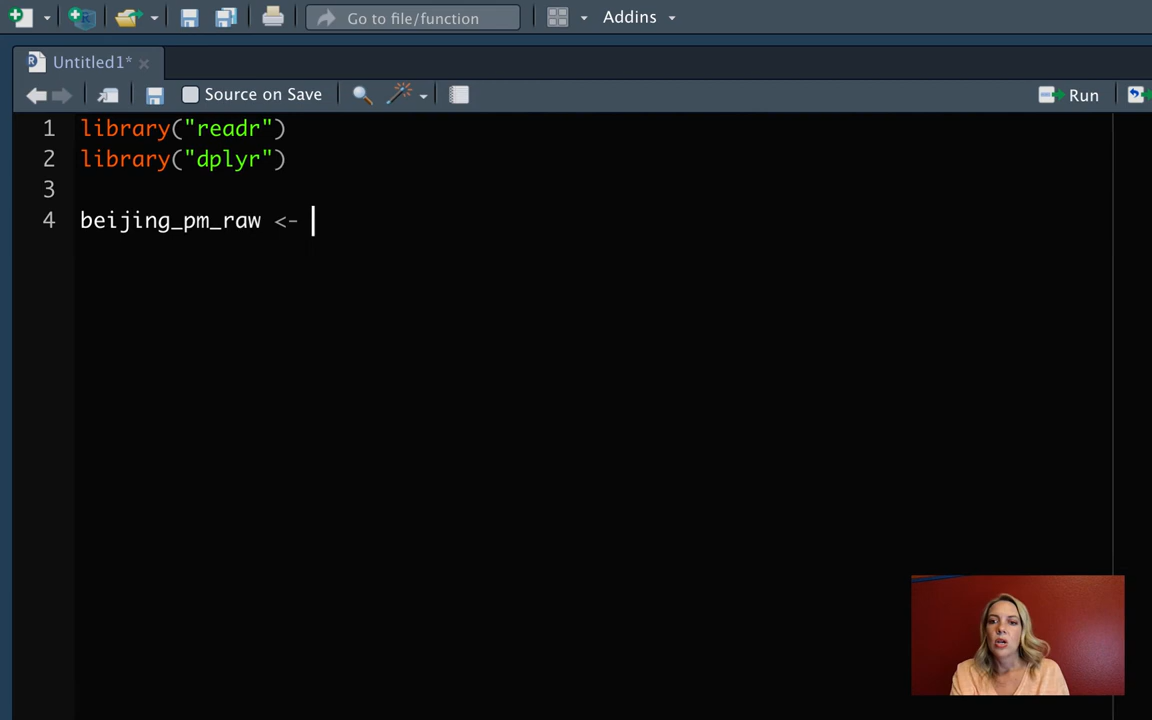 Go to file/function
Addins
Untitled1*
Source on Save
Run
1 library("readr")
2 library("dplyr")
3
4 beijing_pm_raw <-